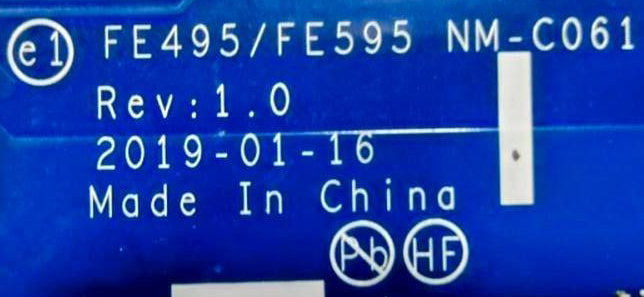 e1 FE495/FE595 NM-C061
Rev:1.0
2019-01-16
Made In China
Pb HF